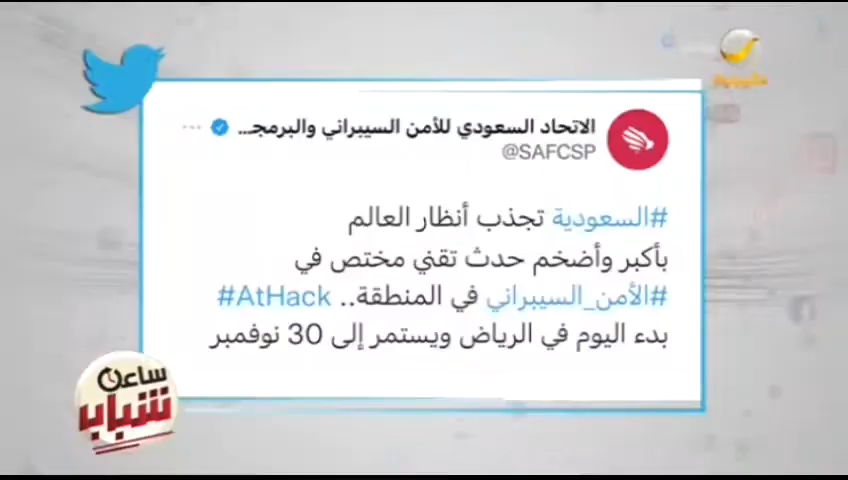 الاتحاد السعودي للأمن السيبراني والبرمجـ...
@SAFCSP
#السعودية تجذب أنظار العالم
بأكبر وأضخم حدث تقني مختص في
#الأمن_السيبراني في المنطقة.. #AtHack
بدء اليوم في الرياض ويستمر إلى 30 نوفمبر
ساعة
شباب